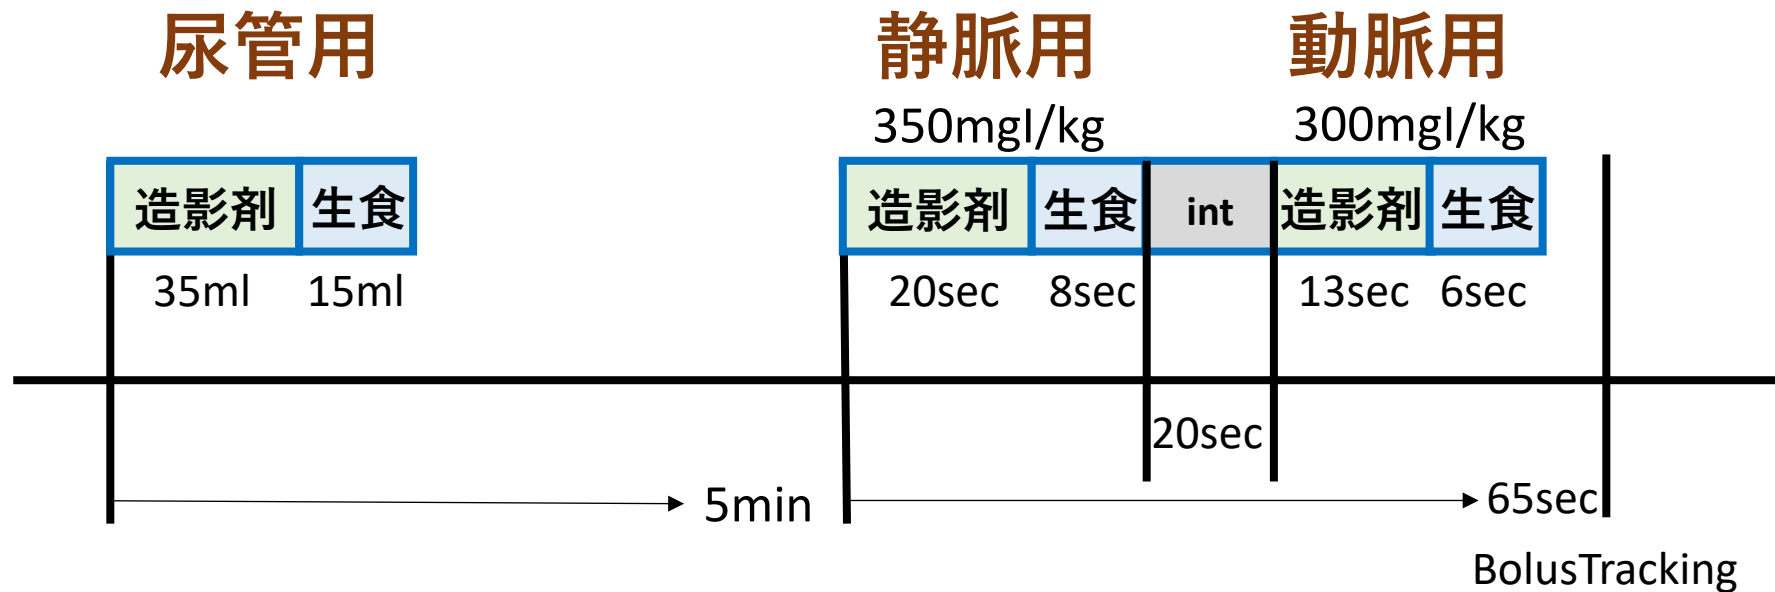 尿管用 静脈用 動脈用
350mgI/kg 300mgI/kg
造影剤 生食 造影剤 生食 int 造影剤 生食
35ml 15ml 20sec 8sec 13sec 6sec
20sec
5min 65sec
BolusTracking